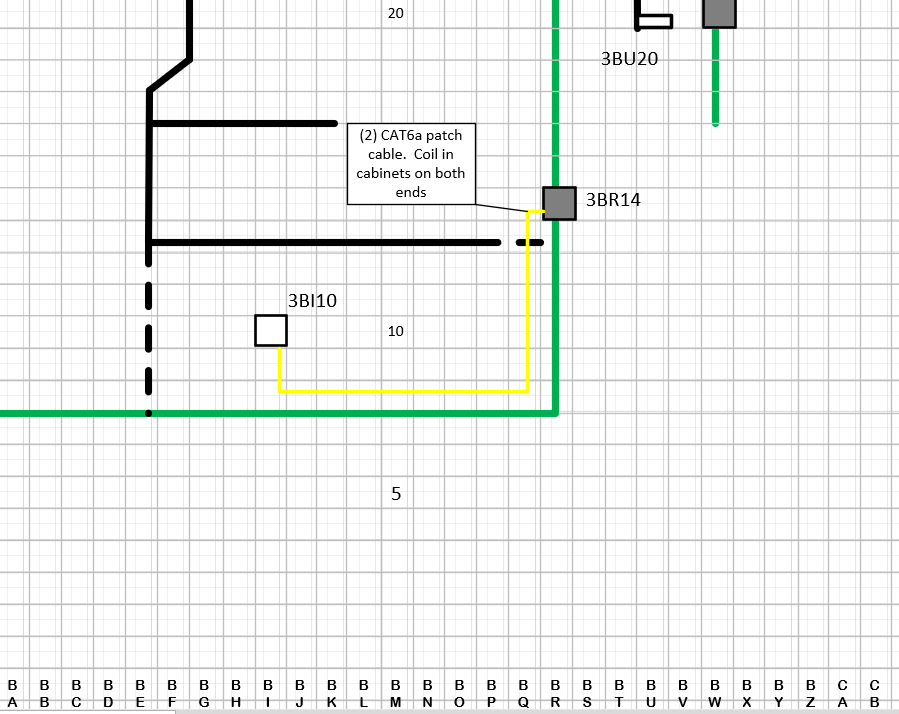 20
3BU20
(2) CAT6a patch
cable.  Coil in
cabinets on both
ends
3BR14
3BI10
10
5
B B B B B B B B B B B B B B B B B B B B B B B B B B C C
A B C D E F G H I J K L M N O P Q R S T U V W X Y Z A B